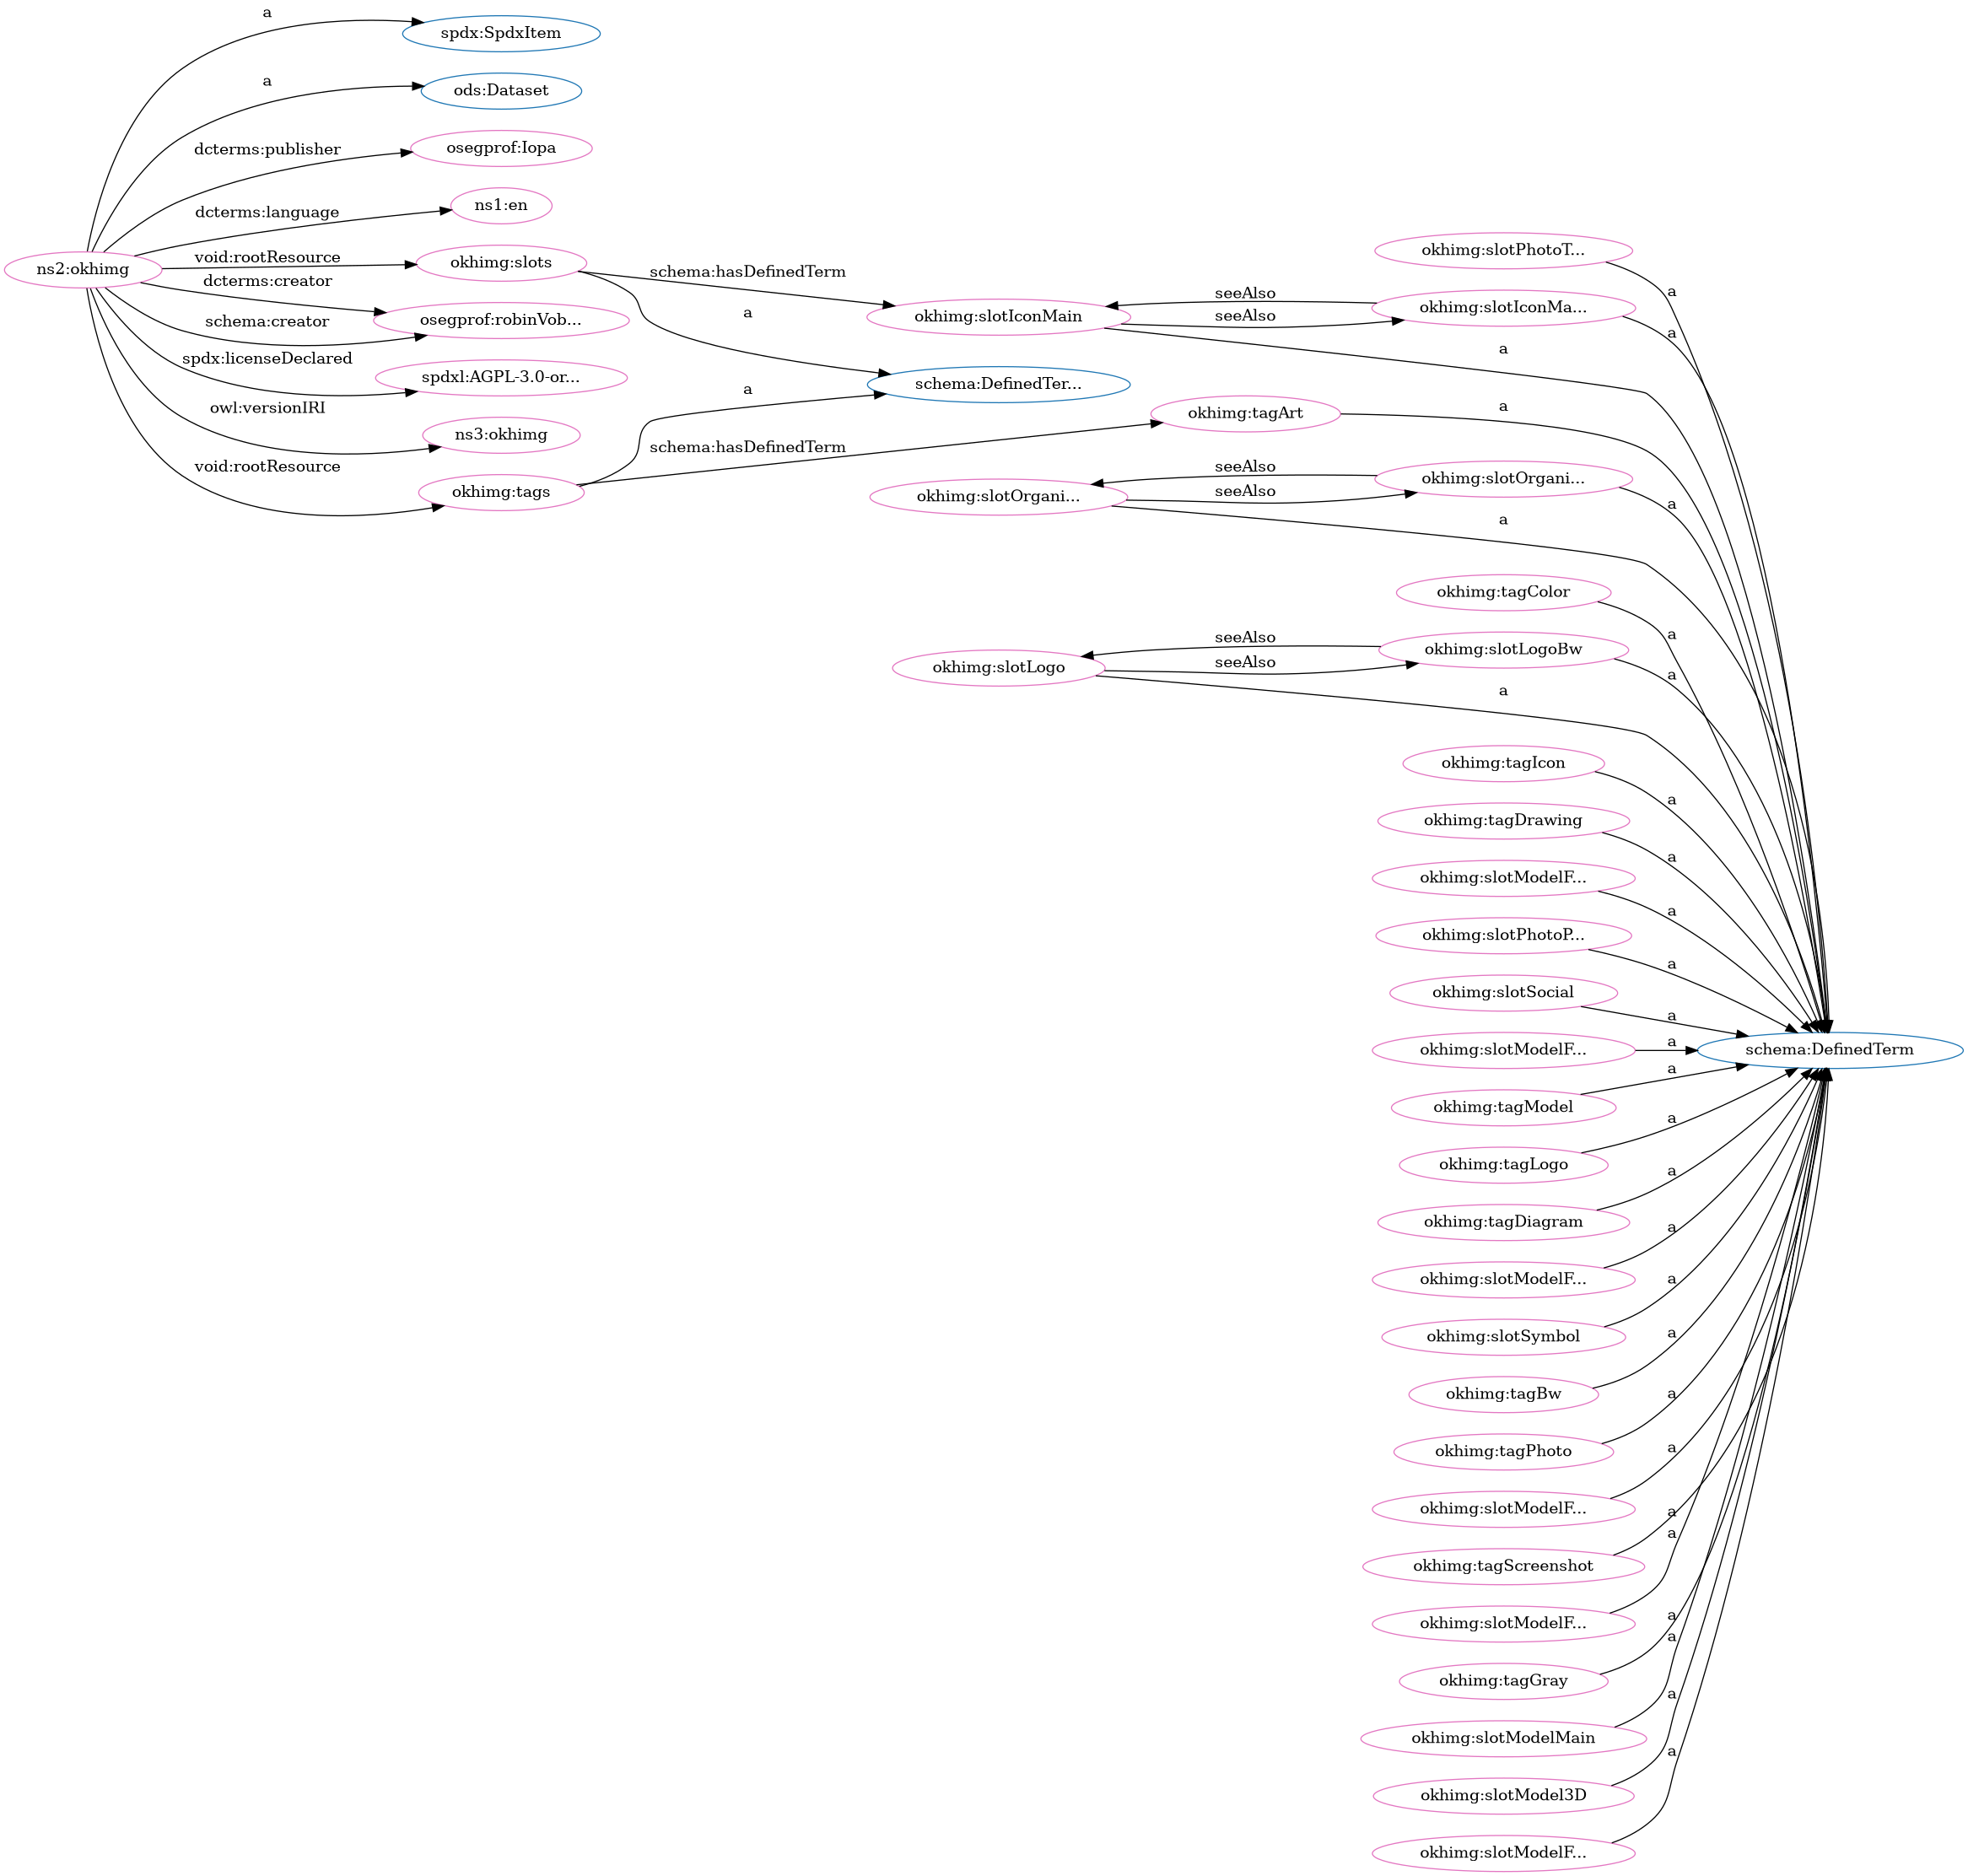 a
spdx:SpdxItem
a
ods:Dataset
dcterms:publisher
osegprof:Iopa
dcterms:language
ns1:en
ns2:okhimg
void:rootResource
okhimg:slots
dcterms:creator
schema:creator
osegprof:robinVob...
spdx:licenseDeclared
spdxl:AGPL-3.0-or...
owl:versionIRI
ns3:okhimg
void:rootResource
okhimg:tags
schema:hasDefinedTerm
a
a
schema:hasDefinedTerm
okhimg:slotIconMain
schema:DefinedTer...
okhimg:tagArt
a
okhimg:slotPhotoT...
a
seeAlso
seeAlso
okhimg:slotIconMa...
a
a
okhimg:slotOrgani...
seeAlso
seeAlso
okhimg:slotOrgani...
a
a
okhimg:tagColor
a
okhimg:slotLogo
seeAlso
seeAlso
okhimg:slotLogoBw
a
a
okhimg:tagIcon
a
okhimg:tagDrawing
a
okhimg:slotModelF...
a
okhimg:slotPhotoP...
a
okhimg:slotSocial
a
okhimg:slotModelF...
a
schema:DefinedTerm
okhimg:tagModel
a
okhimg:tagLogo
a
okhimg:tagDiagram
a
okhimg:slotModelF...
a
okhimg:slotSymbol
a
okhimg:tagBw
a
okhimg:tagPhoto
a
okhimg:slotModelF...
a
okhimg:tagScreenshot
a
okhimg:slotModelF...
a
okhimg:tagGray
a
okhimg:slotModelMain
a
okhimg:slotModel3D
a
okhimg:slotModelF...
a